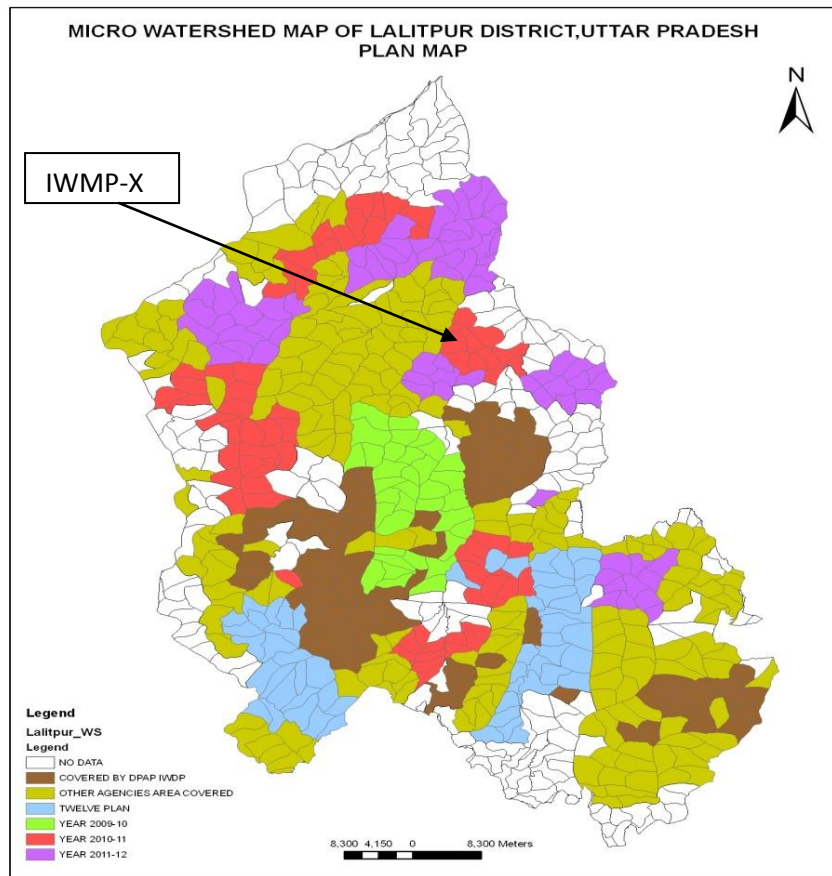 MICRO WATERSHED MAP OF LALITPUR DISTRICT,UTTAR PRADESH
PLAN MAP
N
IWMP-X
Legend
Lalitpur_WS
Legend
NO DATA
COVERED BY DPAP IWDP
OTHER AGENCIES AREA COVERED
TWELVE PLAN
YEAR 2009-10
YEAR 2010-11
YEAR 2011-12
8,300 4,150 0 8,300 Meters